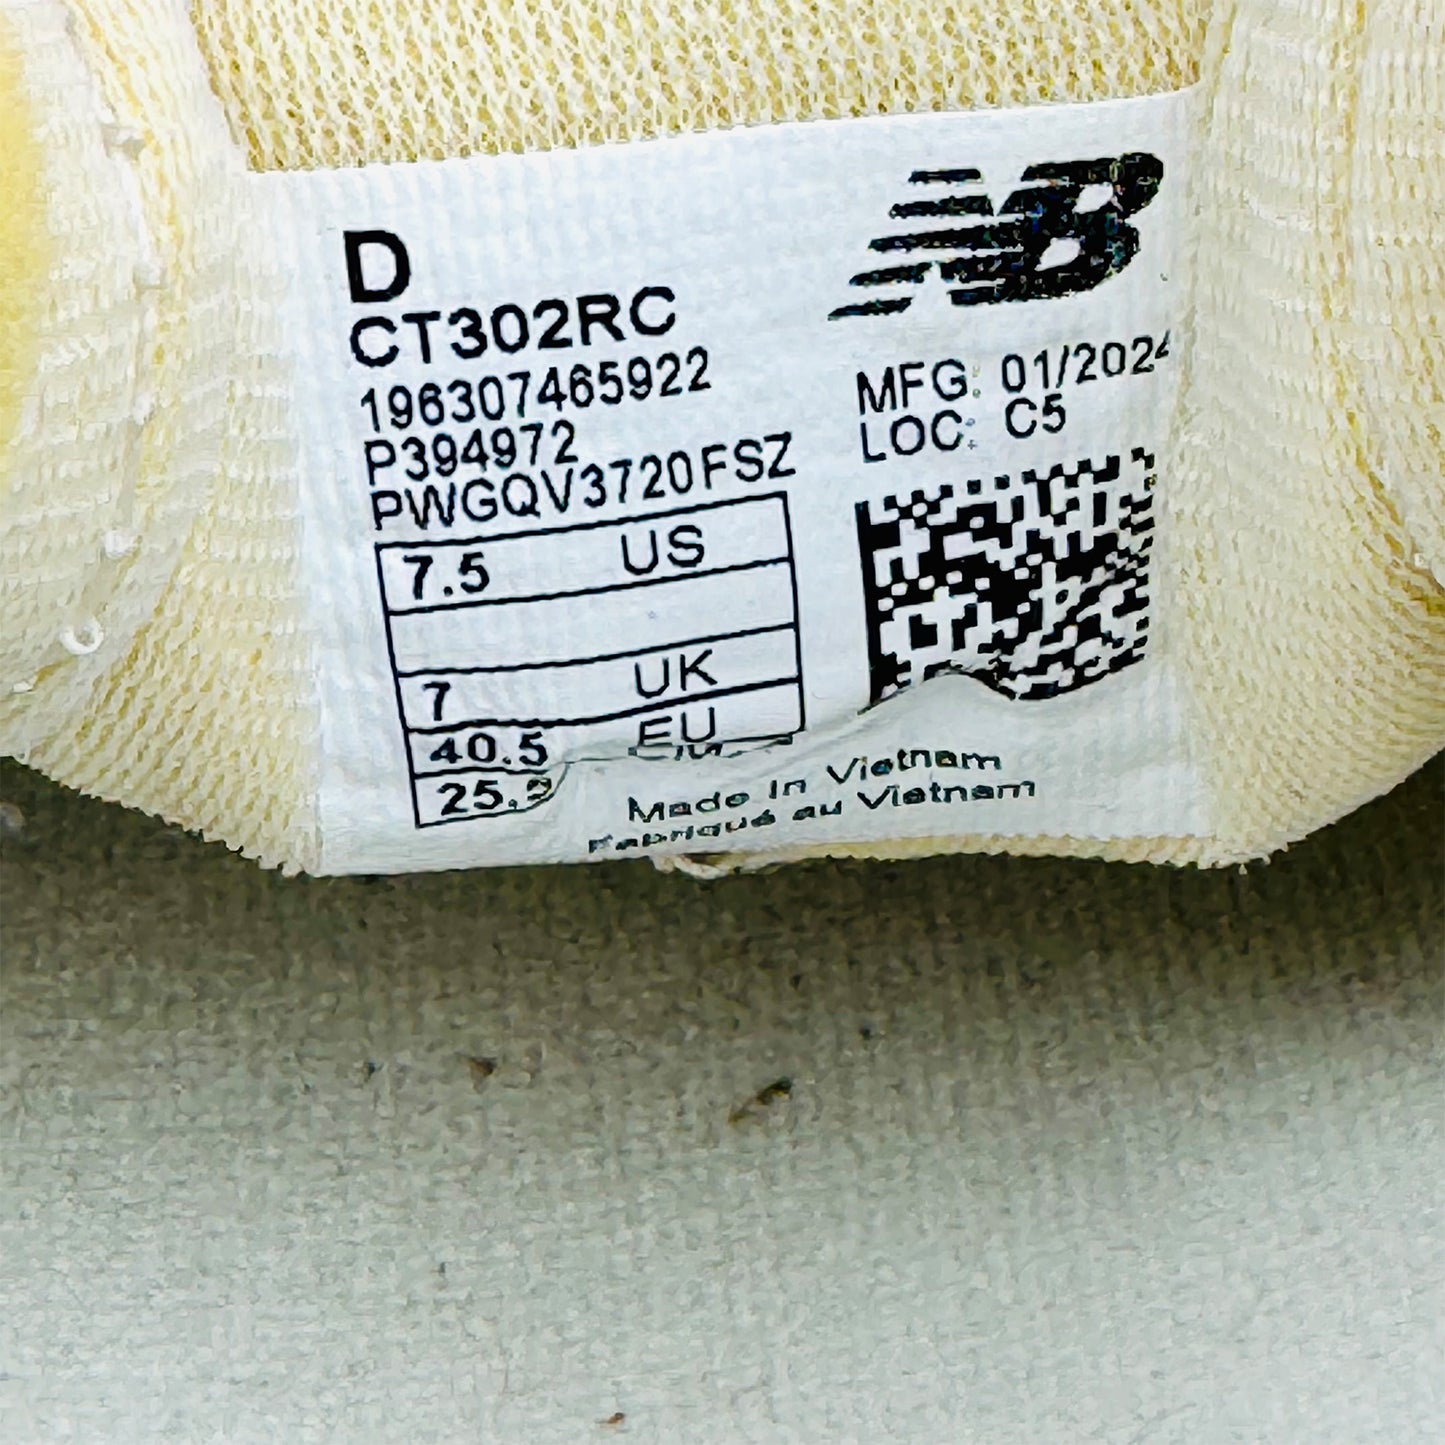 NB
D
CT302RC
196307465922
P394972
PWGQV3720FSZ
MFG: 01/2024
LOC: C5
7.5 US
7 UK
40.5 EU
Made in Vietnam
Fabriqué au Vietnam